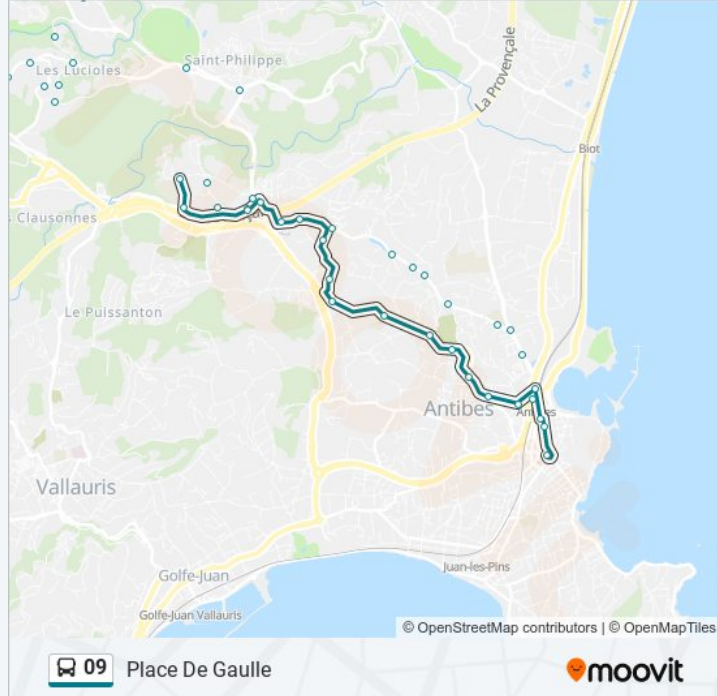 Saint-Philippe
Les Lucioles
La Provençale
Biot
Clausonnes
Le Puissanton
Antibes
Vallauris
Juan-les-Pins
Golfe-Juan
Golfe-Juan Vallauris
© OpenStreetMap contributors | © OpenMapTiles
09 Place De Gaulle
moovit